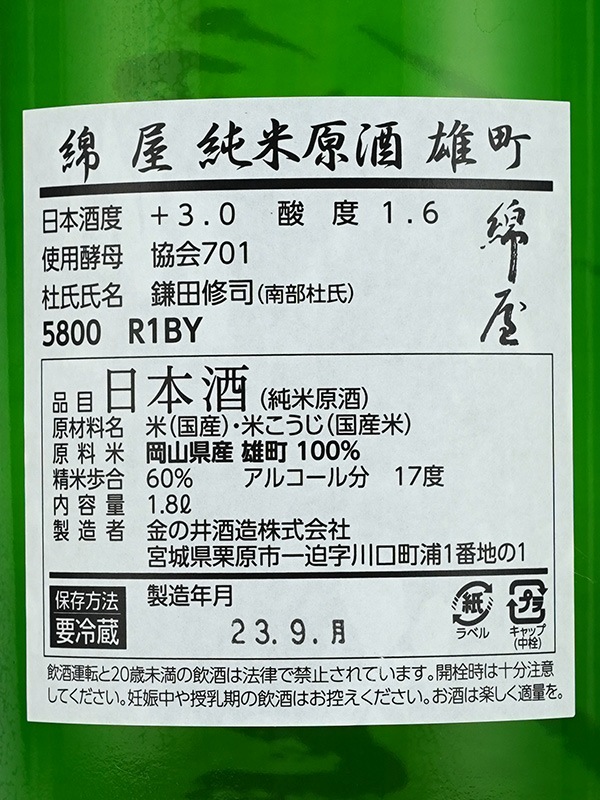 綿屋 純米原酒 雄町
日本酒度 +3.0 酸度 1.6
使用酵母 協会701
杜氏氏名 鎌田修司(南部杜氏)
5800 R1BY
綿屋
品目 日本酒(純米原酒)
原材料名 米(国産)・米こうじ(国産米)
原料米 岡山県産 雄町 100%
精米歩合 60% アルコール分 17度
内容量 1.8ℓ
製造者 金の井酒造株式会社
宮城県栗原市一迫字川口町浦1番地の1
保存方法
要冷蔵
製造年月
23.9.月
紙
ラベル
プラ
キャップ
(中栓)
飲酒運転と20歳未満の飲酒は法律で禁止されています。開栓時は十分注意
してください。妊娠中や授乳期の飲酒はお控えください。お酒は楽しく適量を。